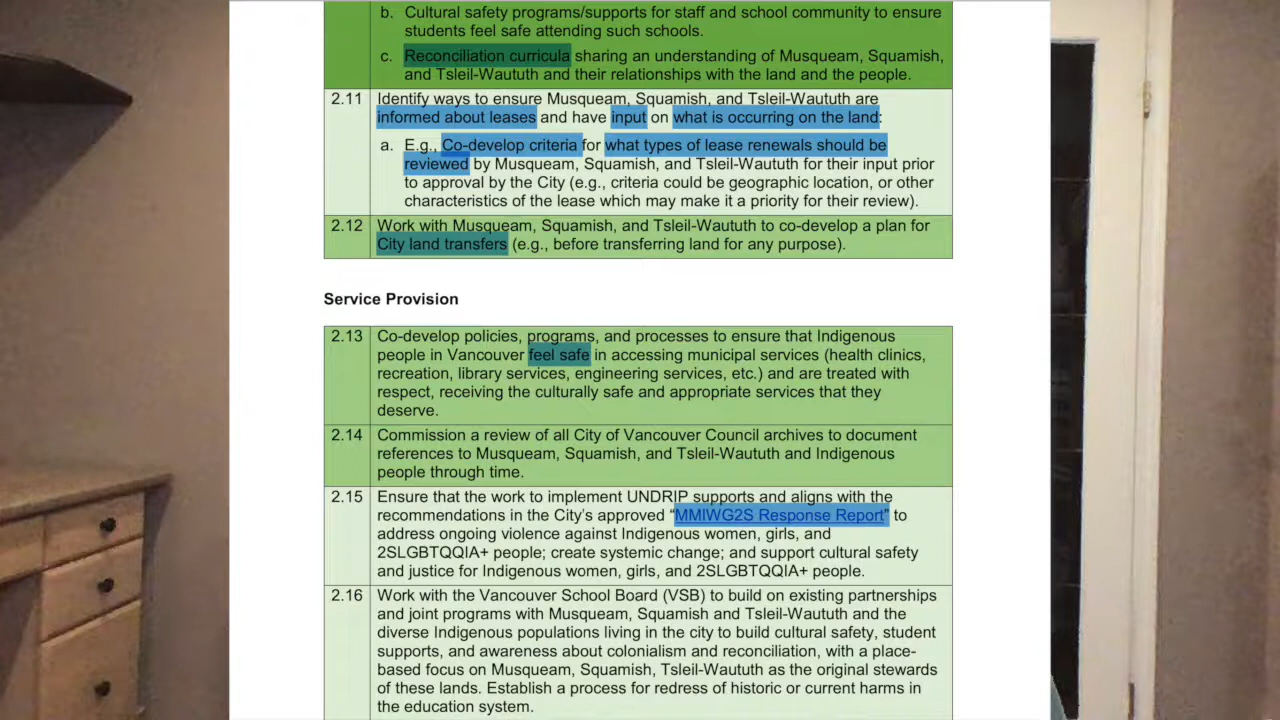 b. Cultural safety programs/supports for staff and school community to ensure
students feel safe attending such schools.
c. Reconciliation curricula sharing an understanding of Musqueam, Squamish,
and Tsleil-Waututh and their relationships with the land and the people.
2.11 Identify ways to ensure Musqueam, Squamish, and Tsleil-Waututh are
informed about leases and have input on what is occurring on the land:
a. E.g., Co-develop criteria for what types of lease renewals should be
reviewed by Musqueam, Squamish, and Tsleil-Waututh for their input prior
to approval by the City (e.g., criteria could be geographic location, or other
characteristics of the lease which may make it a priority for their review).
2.12 Work with Musqueam, Squamish, and Tsleil-Waututh to co-develop a plan for
City land transfers (e.g., before transferring land for any purpose).
Service Provision
2.13 Co-develop policies, programs, and processes to ensure that Indigenous
people in Vancouver feel safe in accessing municipal services (health clinics,
recreation, library services, engineering services, etc.) and are treated with
respect, receiving the culturally safe and appropriate services that they
deserve.
2.14 Commission a review of all City of Vancouver Council archives to document
references to Musqueam, Squamish, and Tsleil-Waututh and Indigenous
people through time.
2.15 Ensure that the work to implement UNDRIP supports and aligns with the
recommendations in the City's approved “MMIWG2S Response Report” to
address ongoing violence against Indigenous women, girls, and
2SLGBTQQIA+ people; create systemic change; and support cultural safety
and justice for Indigenous women, girls, and 2SLGBTQQIA+ people.
2.16 Work with the Vancouver School Board (VSB) to build on existing partnerships
and joint programs with Musqueam, Squamish and Tsleil-Waututh and the
diverse Indigenous populations living in the city to build cultural safety, student
supports, and awareness about colonialism and reconciliation, with a place-
based focus on Musqueam, Squamish, Tsleil-Waututh as the original stewards
of these lands. Establish a process for redress of historic or current harms in
the education system.